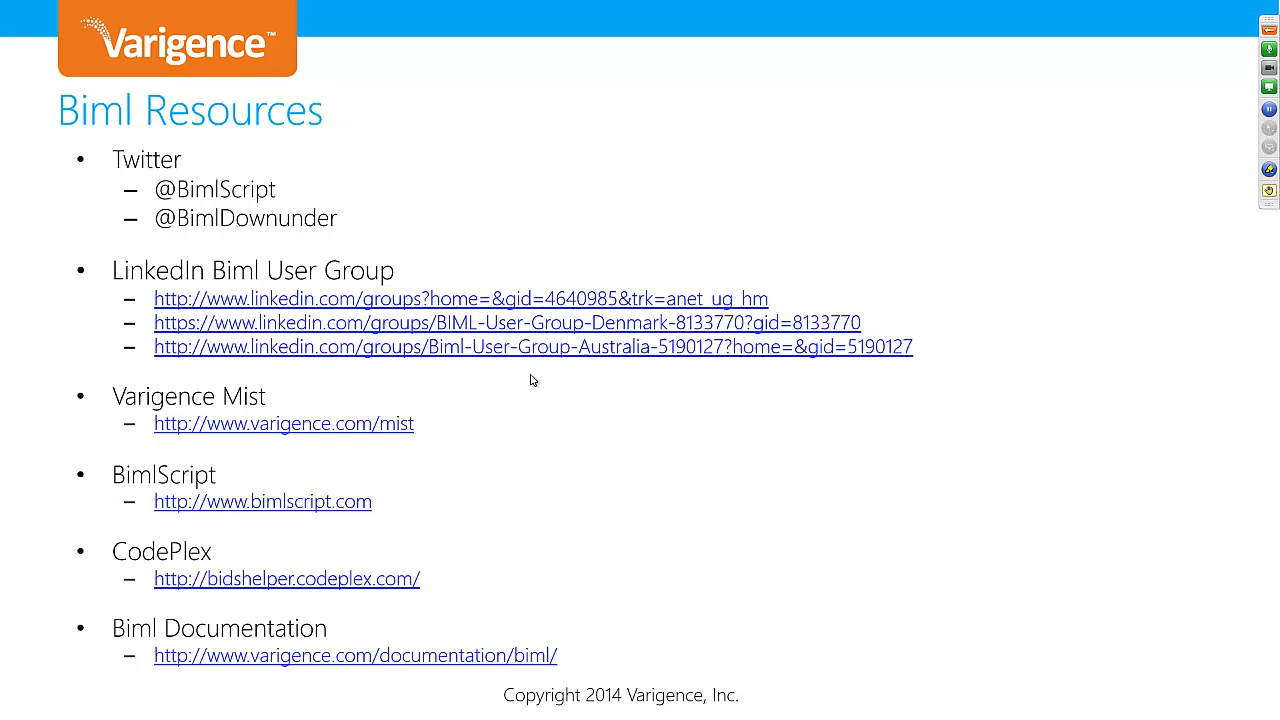 Varigence™
Biml Resources
• Twitter
– @BimlScript
– @BimlDownunder
• LinkedIn Biml User Group
– http://www.linkedin.com/groups?home=&gid=4640985&trk=anet_ug_hm
– https://www.linkedin.com/groups/BIML-User-Group-Denmark-8133770?gid=8133770
– http://www.linkedin.com/groups/Biml-User-Group-Australia-5190127?home=&gid=5190127
• Varigence Mist
– http://www.varigence.com/mist
• BimlScript
– http://www.bimlscript.com
• CodePlex
– http://bidshelper.codeplex.com/
• Biml Documentation
– http://www.varigence.com/documentation/biml/
Copyright 2014 Varigence, Inc.